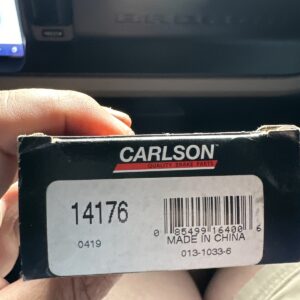 CARLSON
QUALITY BRAKE PARTS
14176
0419
0 85499 16400 6
MADE IN CHINA
013-1033-6